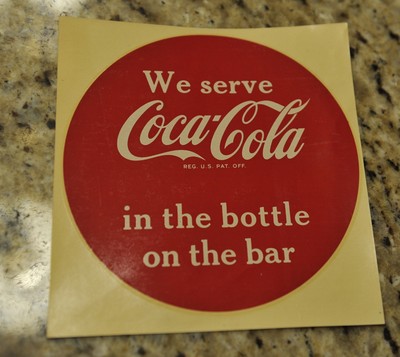 We serve
Coca-Cola
REG. U.S. PAT. OFF.
in the bottle
on the bar